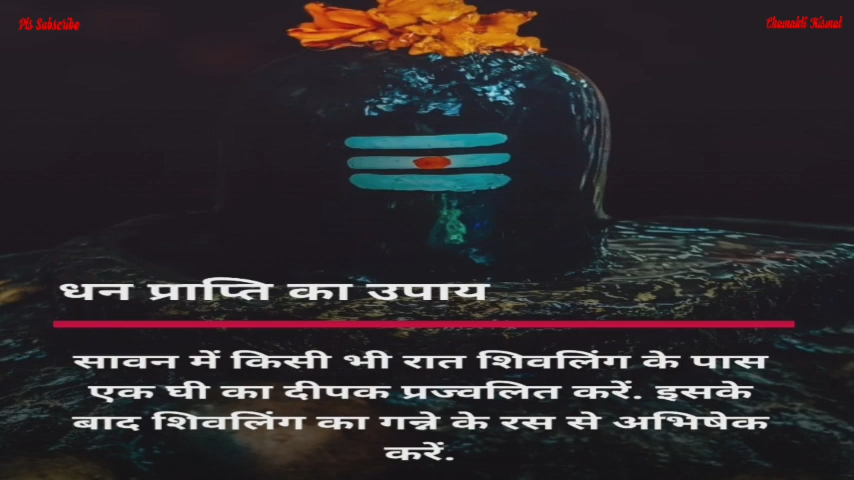 Pls Subscribe
Chamakti Kismat
धन प्राप्ति का उपाय
सावन में किसी भी रात शिवलिंग के पास
एक घी का दीपक प्रज्वलित करें. इसके
बाद शिवलिंग का गन्ने के रस से अभिषेक
करें.